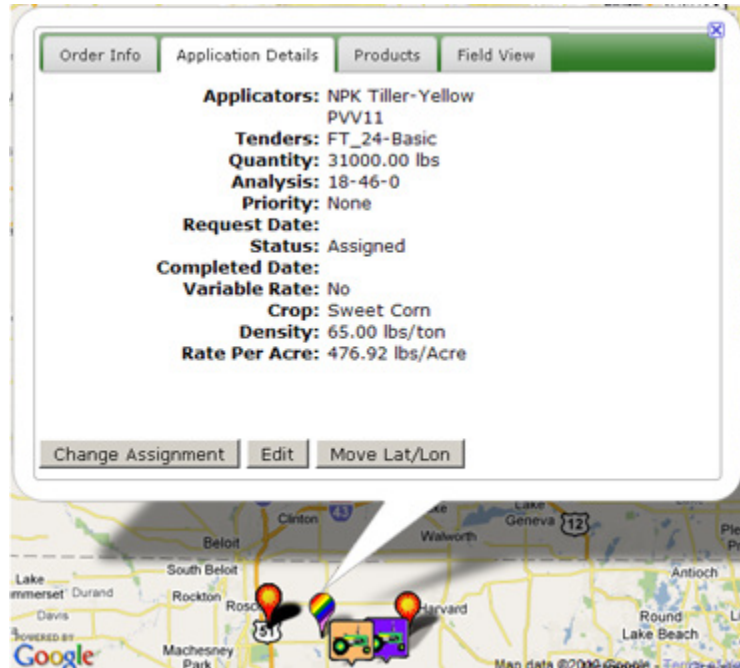 Order Info Application Details Products Field View
Applicators: NPK Tiller-Yellow
PVV11
Tenders: FT_24-Basic
Quantity: 31000.00 lbs
Analysis: 18-46-0
Priority: None
Request Date:
Status: Assigned
Completed Date:
Variable Rate: No
Crop: Sweet Corn
Density: 65.00 lbs/ton
Rate Per Acre: 476.92 lbs/Acre
Change Assignment Edit Move Lat/Lon
Clinton 43 Lake
Geneva 12
Beloit Walworth
South Beloit Antioch
Lake
Durand Rockton
Davis 51 Harvard Round
Lake Beach
POWERED BY
Google Machesney
Park Map data